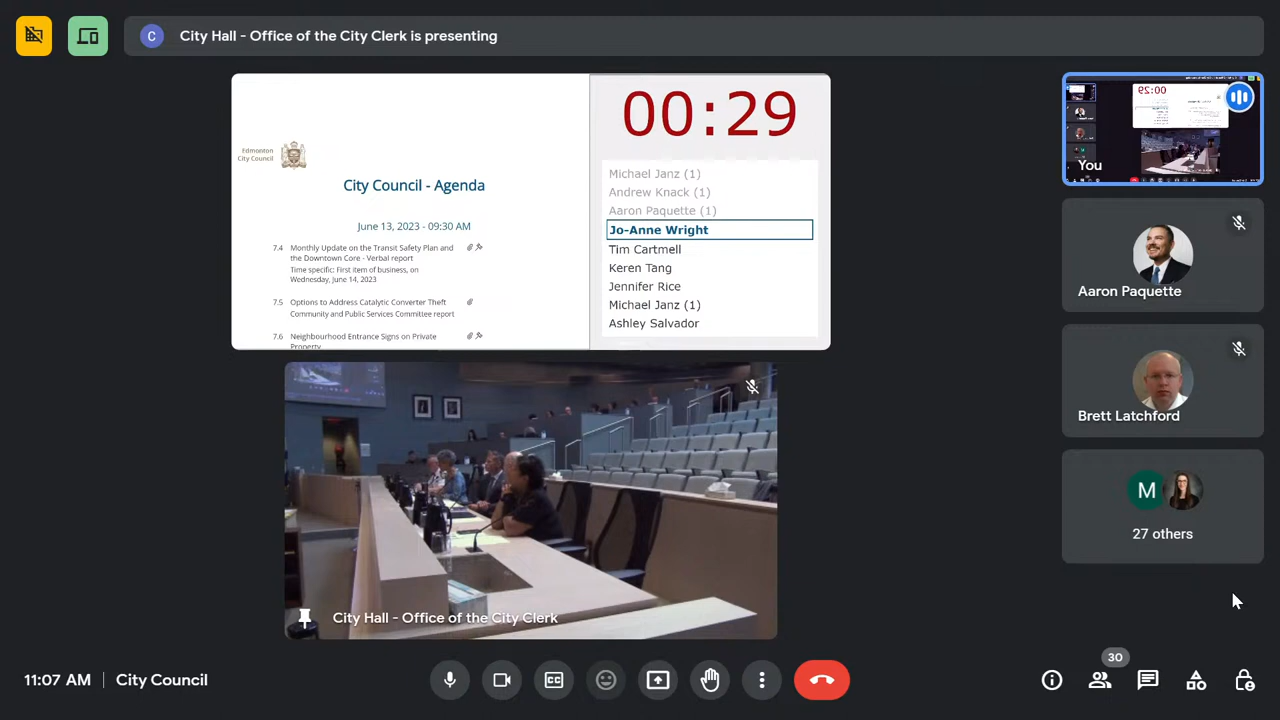 C City Hall - Office of the City Clerk is presenting
Edmonton
City Council
City Council - Agenda
June 13, 2023 - 09:30 AM
7.4 Monthly Update on the Transit Safety Plan and
the Downtown Core - Verbal report
Time specific: First item of business, on
Wednesday, June 14, 2023
7.5 Options to Address Catalytic Converter Theft
Community and Public Services Committee report
7.6 Neighbourhood Entrance Signs on Private
Property
00:29
Michael Janz (1)
Andrew Knack (1)
Aaron Paquette (1)
Jo-Anne Wright
Tim Cartmell
Keren Tang
Jennifer Rice
Michael Janz (1)
Ashley Salvador
00:29
You
Aaron Paquette
Brett Latchford
M
27 others
City Hall - Office of the City Clerk
11:07 AM | City Council
CC
30